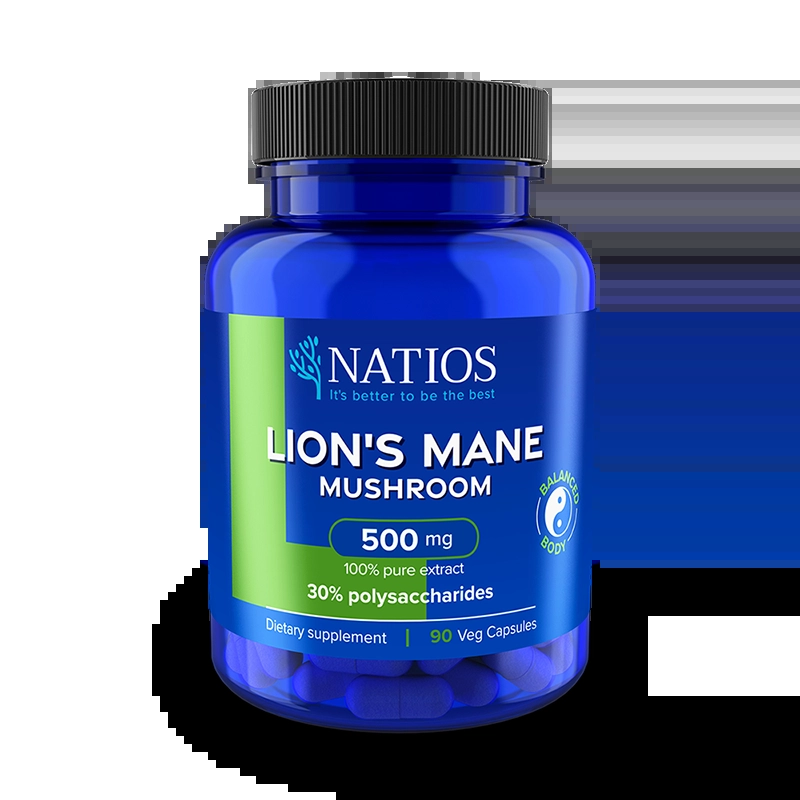 NATIOS
It's better to be the best
LION'S MANE
MUSHROOM
BALANCED
BODY
500 mg
100% pure extract
30% polysaccharides
Dietary supplement | 90 Veg Capsules